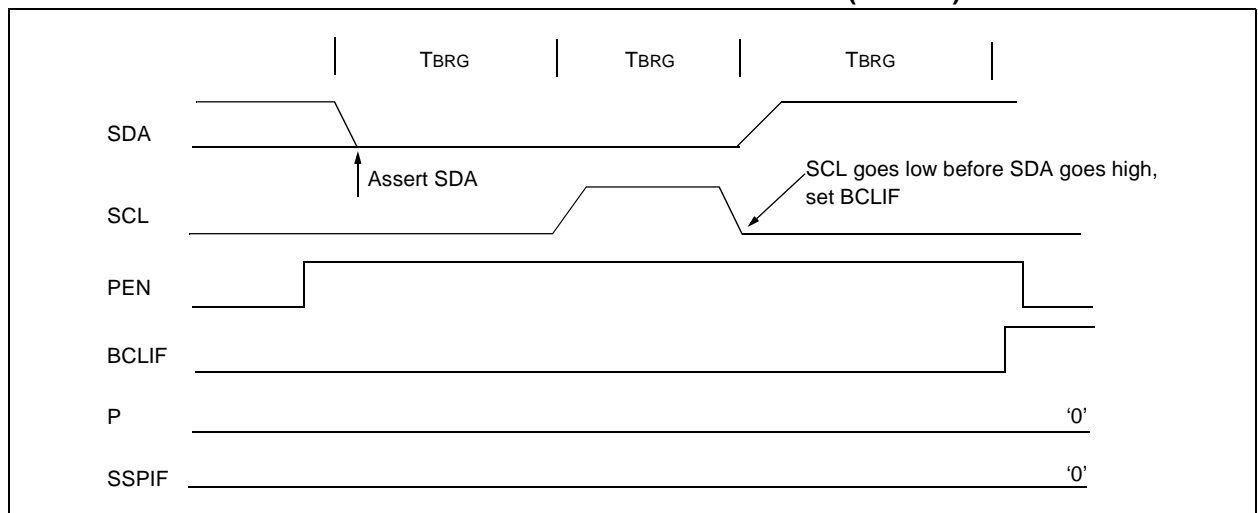 TBRG TBRG TBRG
SDA
Assert SDA
SCL goes low before SDA goes high,
set BCLIF
SCL
PEN
BCLIF
P '0'
SSPIF '0'